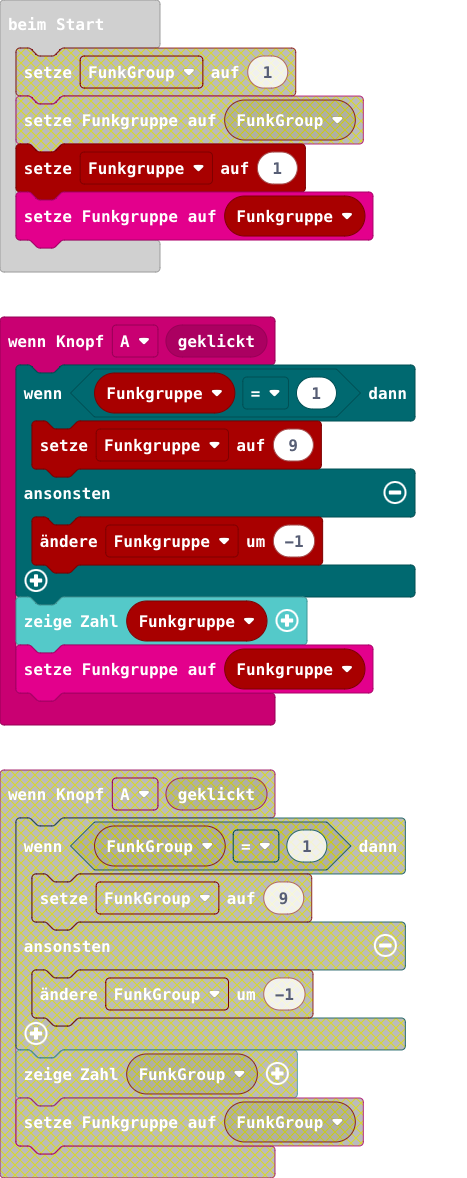 beim Start
setze FunkGroup auf 1
setze Funkgruppe auf FunkGroup
setze Funkgruppe auf 1
setze Funkgruppe auf Funkgruppe
wenn Knopf A geklickt
wenn Funkgruppe = 1 dann
setze Funkgruppe auf 9
ansonsten
ändere Funkgruppe um −1
zeige Zahl Funkgruppe
setze Funkgruppe auf Funkgruppe
wenn Knopf A geklickt
wenn FunkGroup = 1 dann
setze FunkGroup auf 9
ansonsten
ändere FunkGroup um −1
zeige Zahl FunkGroup
setze Funkgruppe auf FunkGroup